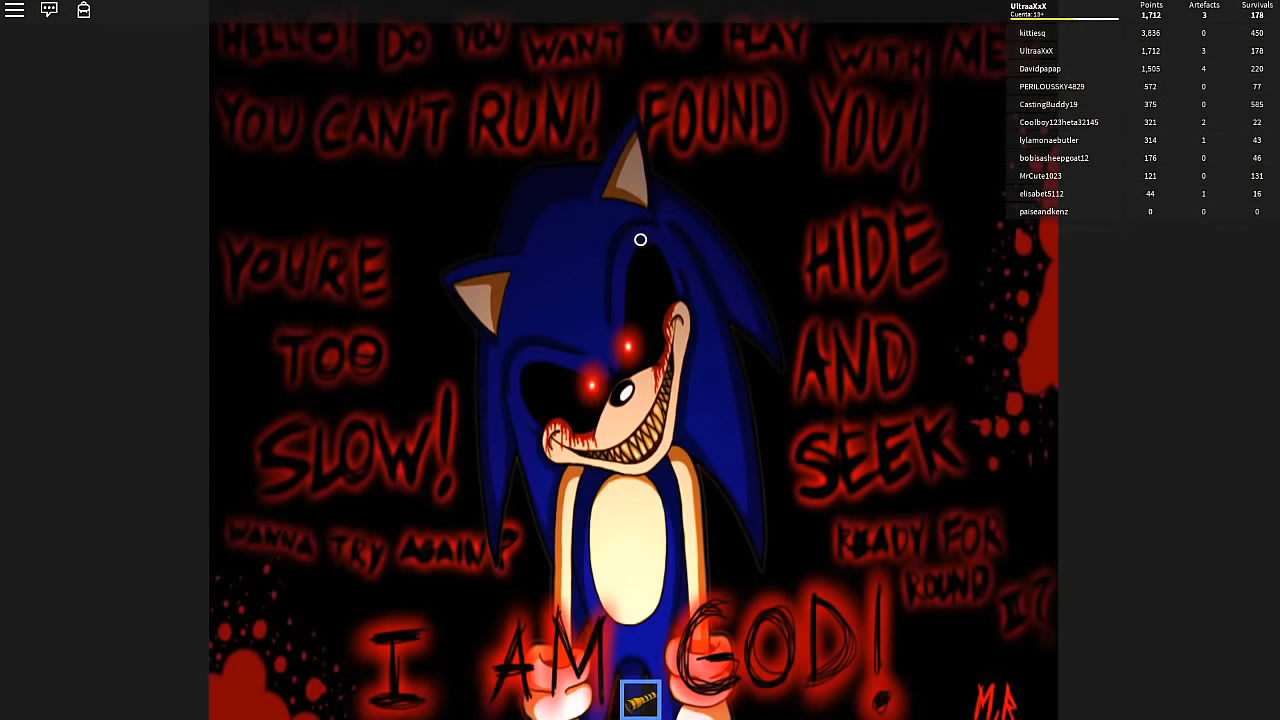 UltraaXxX
Cuenta: 13+
Points Artefacts Survivals
1,712 3 178
kittiesq 3,836 0 450
UltraaXxX 1,712 3 178
Davidpapap 1,505 4 220
PERILOUSSKY4829 572 0 77
CastingBuddy19 375 0 585
Coolboy123heta32145 321 2 22
lylamonaebutler 314 1 43
bobisasheepgoat12 176 0 46
MrCute1023 121 0 131
elisabet5112 44 1 16
paiseandkenz 0 0 0
HELLO! DO YOU WANT TO PLAY WITH ME
YOU CAN'T RUN! FOUND YOU!
YOU'RE
TOO
SLOW!
WANNA TRY AGAIN?
HIDE
AND
SEEK
READY FOR
ROUND
I AM GOD!
M.R